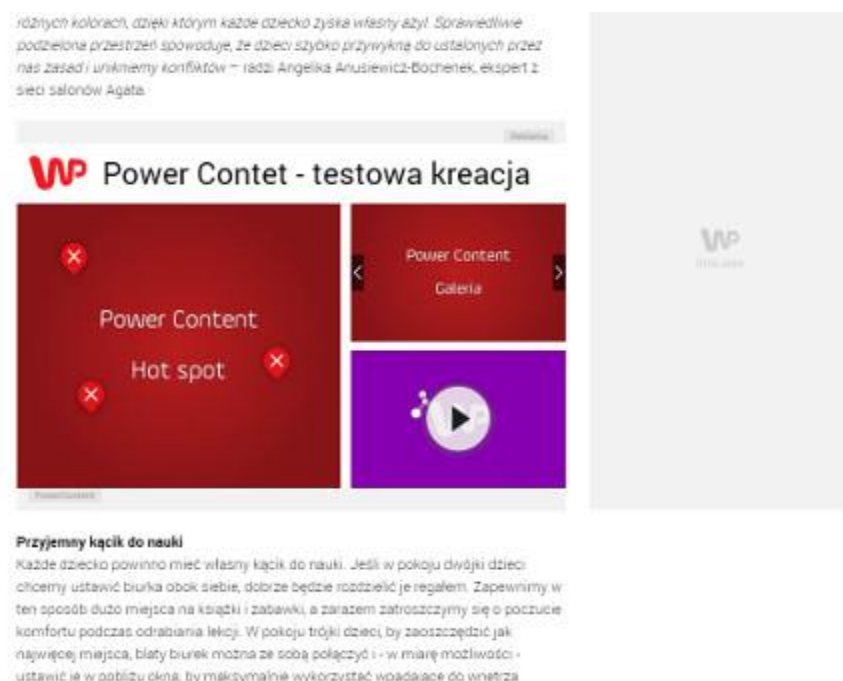 różnych kolorach, dzięki którym każde dziecko zyska własny azyl. Sprawiedliwie
podzielona przestrzeń spowoduje, że dzieci szybko przywykną do ustalonych przez
nas zasad i unikniemy konfliktów – radzi Angelika Anusiewicz-Bochenek, ekspert z
sieci salonów Agata.
Reklama
WP Power Contet - testowa kreacja
Power Content
Hot spot
Power Content
Galeria
WP
PowerContent
WP
Przyjemny kącik do nauki
Każde dziecko powinno mieć własny kącik do nauki. Jeśli w pokoju dwójki dzieci
chcemy ustawić biurka obok siebie, dobrze będzie rozdzielić je regałem. Zapewnimy w
ten sposób dużo miejsca na książki i zabawki, a zarazem zatroszczymy się o poczucie
komfortu podczas odrabiania lekcji. W pokoju trójki dzieci, by zaoszczędzić jak
najwięcej miejsca, blaty biurek można ze sobą połączyć i - w miarę możliwości -
ustawić je w pobliżu okna, by maksymalnie wykorzystać wpadające do wnętrza